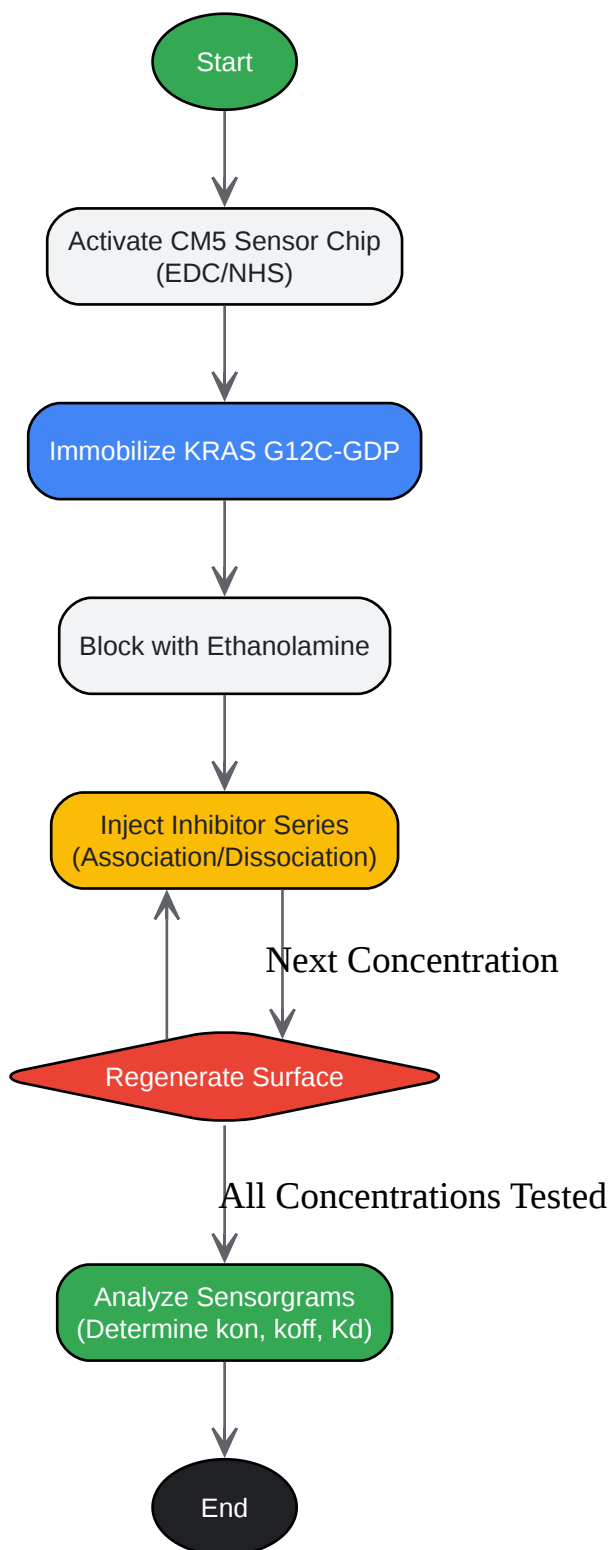 Start
Activate CM5 Sensor Chip
(EDC/NHS)
Immobilize KRAS G12C-GDP
Block with Ethanolamine
Inject Inhibitor Series
(Association/Dissociation)
Next Concentration
Regenerate Surface
All Concentrations Tested
Analyze Sensorgrams
(Determine kon, koff, Kd)
End